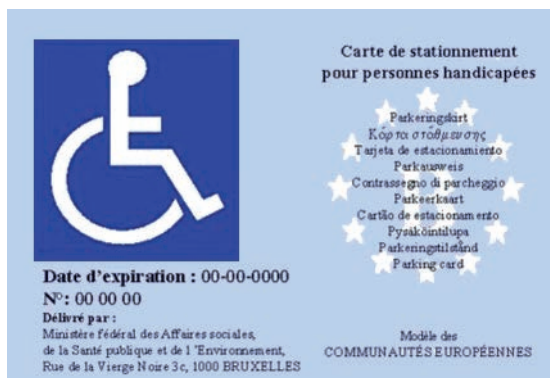 Carte de stationnement
pour personnes handicapées
Parkeringskort
Κάρτα στάθμευσης
Tarjeta de estacionamiento
Parkausweis
Contrassegno di parcheggio
Parkeerkaart
Cartão de estacionamento
Pysäköintilupa
Parkeringstilstånd
Parking card
Date d'expiration : 00-00-0000
N°: 00 00 00
Délivré par :
Ministère fédéral des Affaires sociales,
de la Santé publique et de l 'Environnement,
Rue de la Vierge Noire 3c, 1000 BRUXELLES
Modèle des
COMMUNAUTÉS EUROPÉENNES